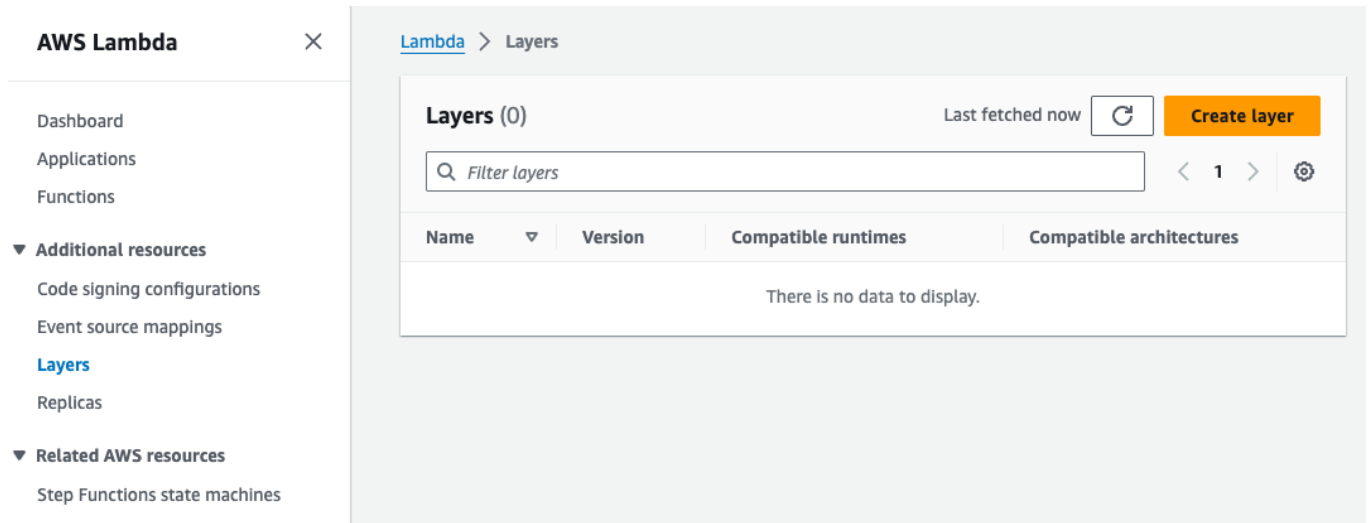 AWS Lambda
Dashboard
Applications
Functions
Additional resources
Code signing configurations
Event source mappings
Layers
Replicas
Related AWS resources
Step Functions state machines
Lambda > Layers
Layers (0)
Last fetched now
Create layer
Filter layers
1
Name Version Compatible runtimes Compatible architectures
There is no data to display.